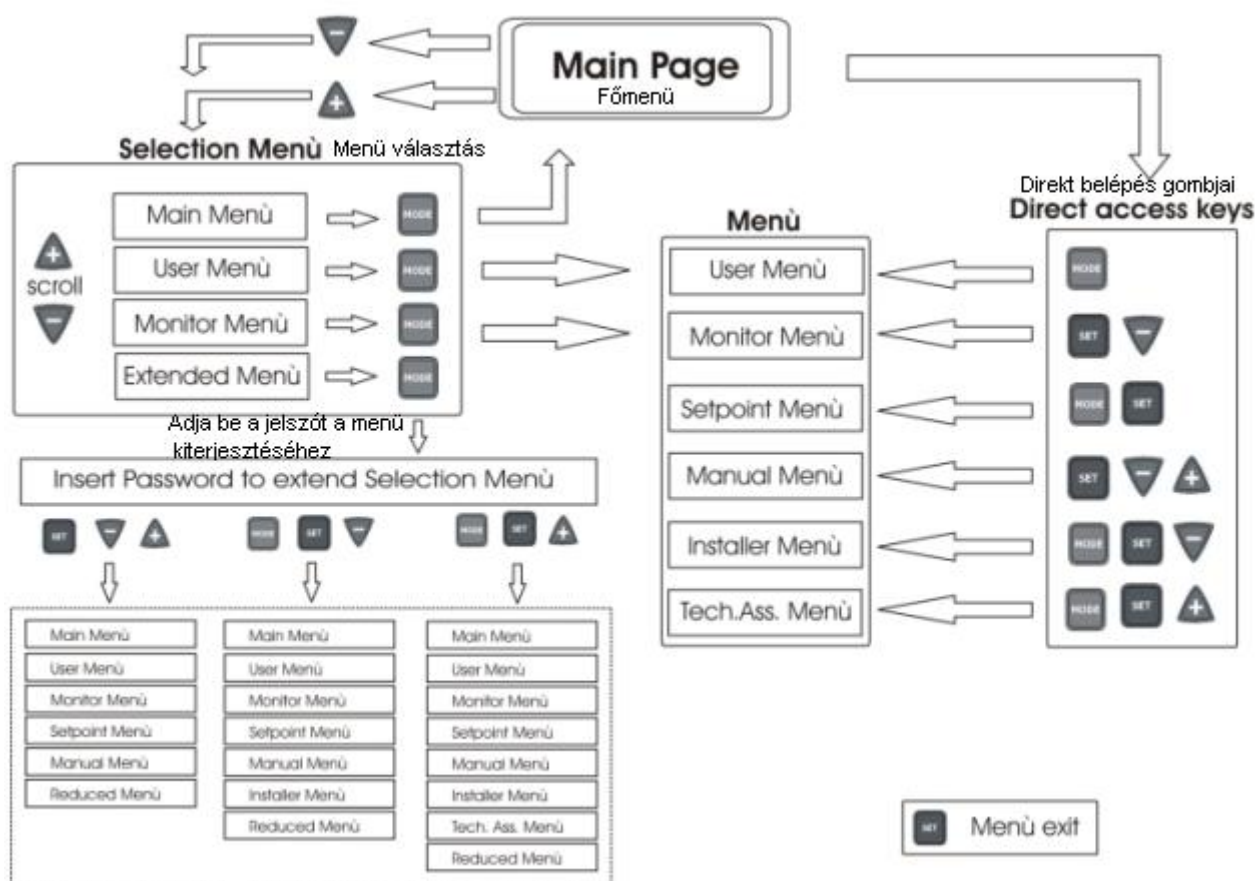 Main Page
Főmenü
Selection Menù Menü választás
Main Menù MODE
User Menù MODE
Monitor Menù MODE
Extended Menù MODE
scroll
Adja be a jelszót a menü
kiterjesztéséhez
Insert Password to extend Selection Menù
SET
MODE SET
MODE SET
Main Menù
User Menù
Monitor Menù
Setpoint Menù
Manual Menù
Reduced Menù
Main Menù
User Menù
Monitor Menù
Setpoint Menù
Manual Menù
Installer Menù
Reduced Menù
Main Menù
User Menù
Monitor Menù
Setpoint Menù
Manual Menù
Installer Menù
Tech. Ass. Menù
Reduced Menù
Menù
User Menù
Monitor Menù
Setpoint Menù
Manual Menù
Installer Menù
Tech.Ass. Menù
Direkt belépés gombjai
Direct access keys
MODE
SET
MODE SET
SET
MODE SET
MODE SET
SET Menù exit